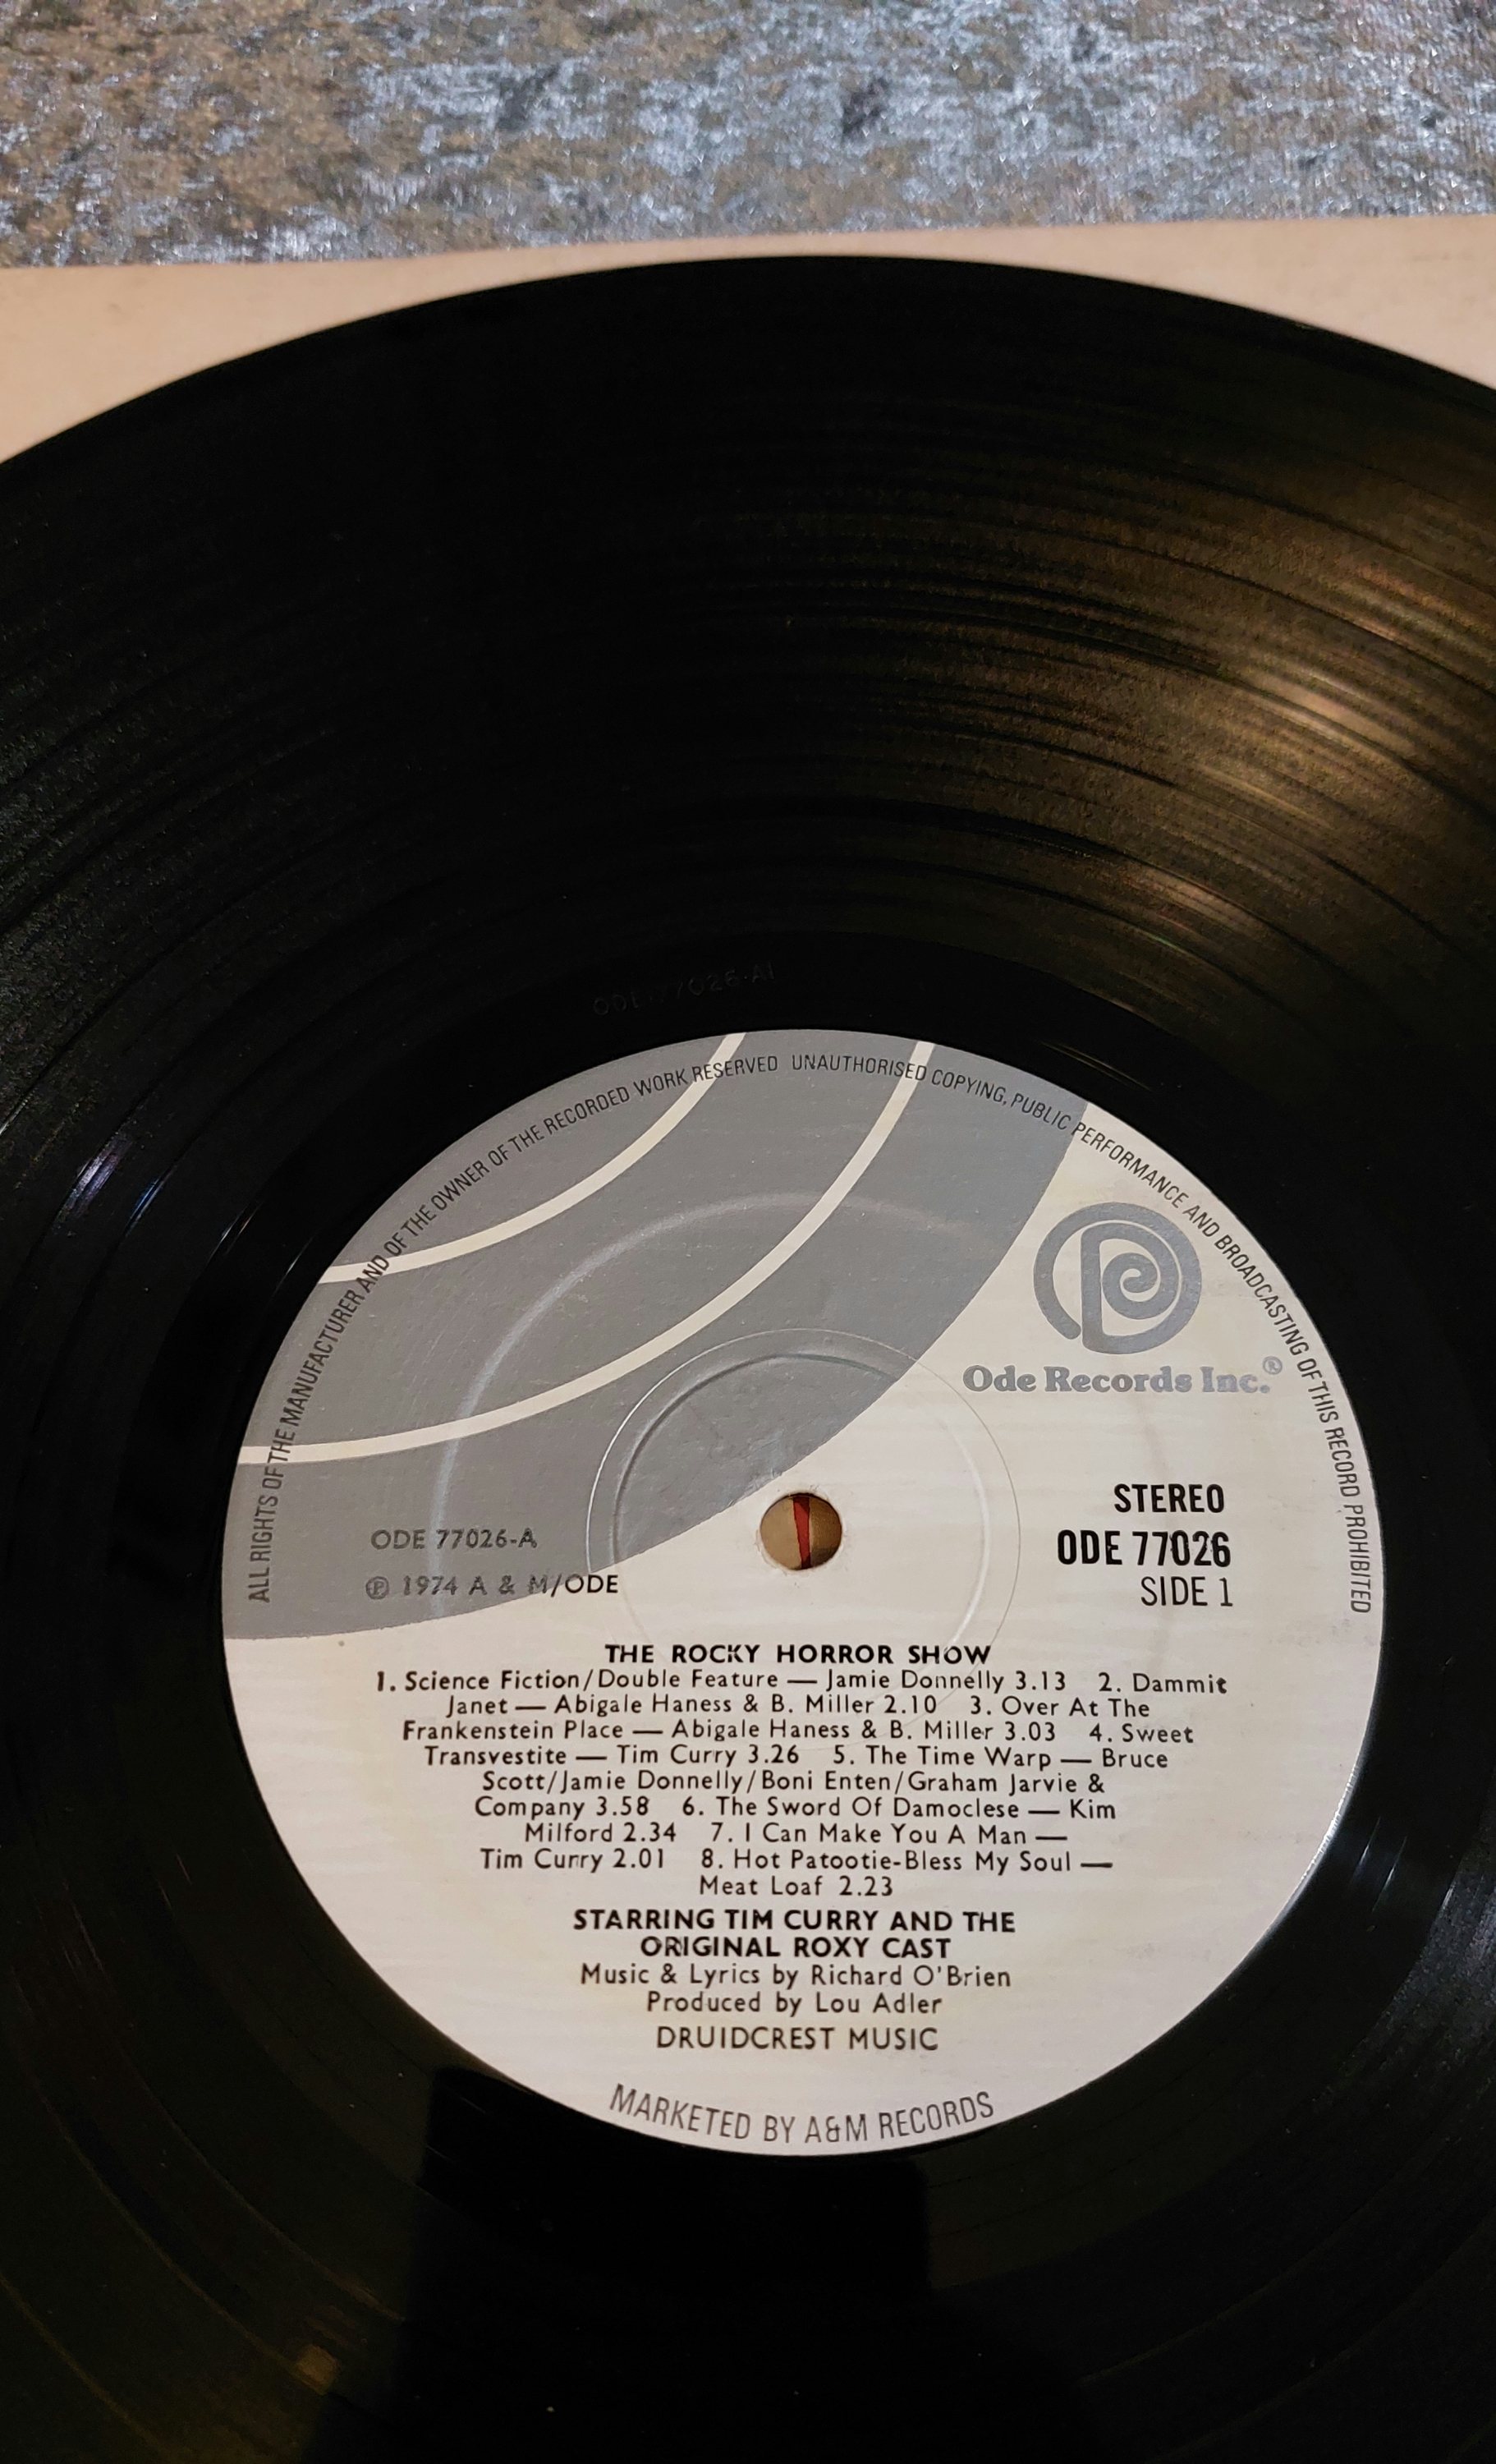 ODE 77026-A1
ALL RIGHTS OF THE MANUFACTURER AND OF THE OWNER OF THE RECORDED WORK RESERVED UNAUTHORISED COPYING, PUBLIC PERFORMANCE AND BROADCASTING OF THIS RECORD PROHIBITED
Ode Records Inc.®
STEREO
ODE 77026-A
ODE 77026
℗ 1974 A & M/ODE
SIDE 1
THE ROCKY HORROR SHOW
1. Science Fiction/Double Feature — Jamie Donnelly 3.13 2. Dammit
Janet — Abigale Haness & B. Miller 2.10 3. Over At The
Frankenstein Place — Abigale Haness & B. Miller 3.03 4. Sweet
Transvestite — Tim Curry 3.26 5. The Time Warp — Bruce
Scott/Jamie Donnelly/Boni Enten/Graham Jarvie &
Company 3.58 6. The Sword Of Damoclese — Kim
Milford 2.34 7. I Can Make You A Man —
Tim Curry 2.01 8. Hot Patootie-Bless My Soul —
Meat Loaf 2.23
STARRING TIM CURRY AND THE
ORIGINAL ROXY CAST
Music & Lyrics by Richard O'Brien
Produced by Lou Adler
DRUIDCREST MUSIC
MARKETED BY A&M RECORDS